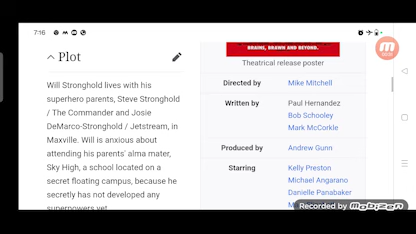 7:16
Plot
Will Stronghold lives with his
superhero parents, Steve Stronghold
/ The Commander and Josie
DeMarco-Stronghold / Jetstream, in
Maxville. Will is anxious about
attending his parents' alma mater,
Sky High, a school located on a
secret floating campus, because he
secretly has not developed any
superpowers yet.
BRAINS, BRAWN AND BEYOND.
Theatrical release poster
Directed by Mike Mitchell
Written by Paul Hernandez
Bob Schooley
Mark McCorkle
Produced by Andrew Gunn
Starring Kelly Preston
Michael Angarano
Danielle Panabaker
Recorded by MOBIZEN